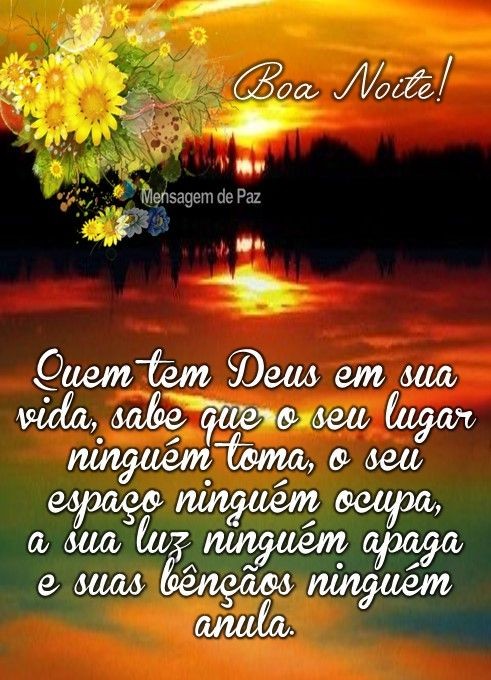 Boa Noite!
Mensagem de Paz
Quem tem Deus em sua
vida, sabe que o seu lugar
ninguém toma, o seu
espaço ninguém ocupa,
a sua luz ninguém apaga
e suas bênçãos ninguém
anula.